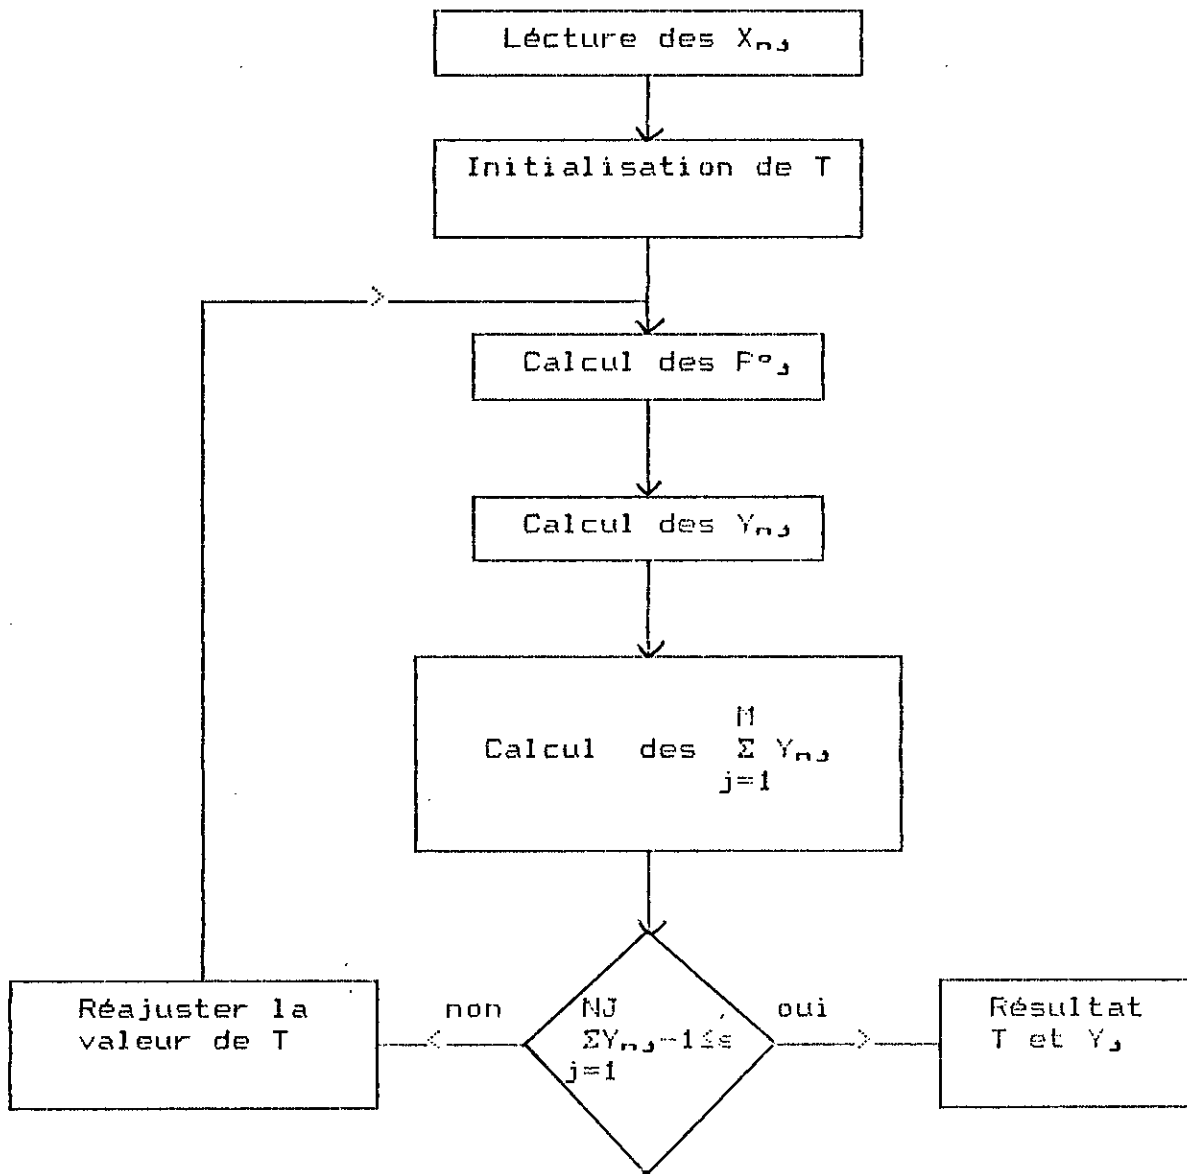 Lécture des Xnj
Initialisation de T
Calcul des P°j
Calcul des Ynj
M
Calcul des Σ Ynj
j=1
Réajuster la
valeur de T
non
NJ
ΣYnj-1≤ε
j=1
oui
Résultat
T et Yj